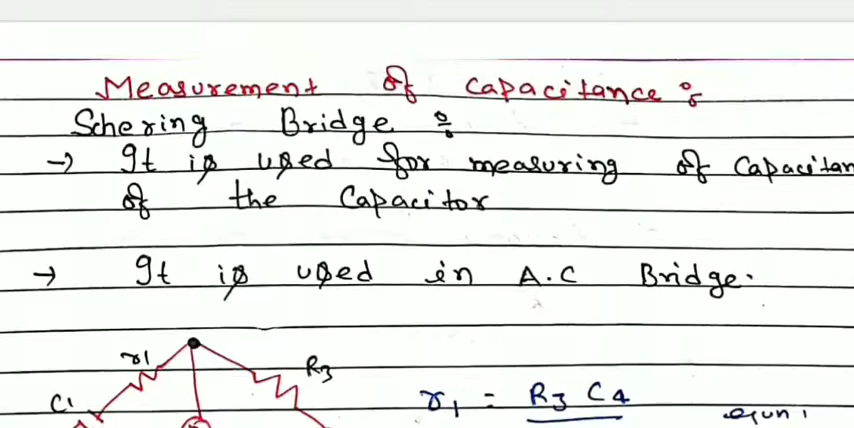 Measurement of Capacitance :
Schering Bridge :
→ It is used for measuring of Capacitan
of the Capacitor
→ It is used in A.C Bridge.
r1 R3
C1
r1 = R3 C4
eqn 1